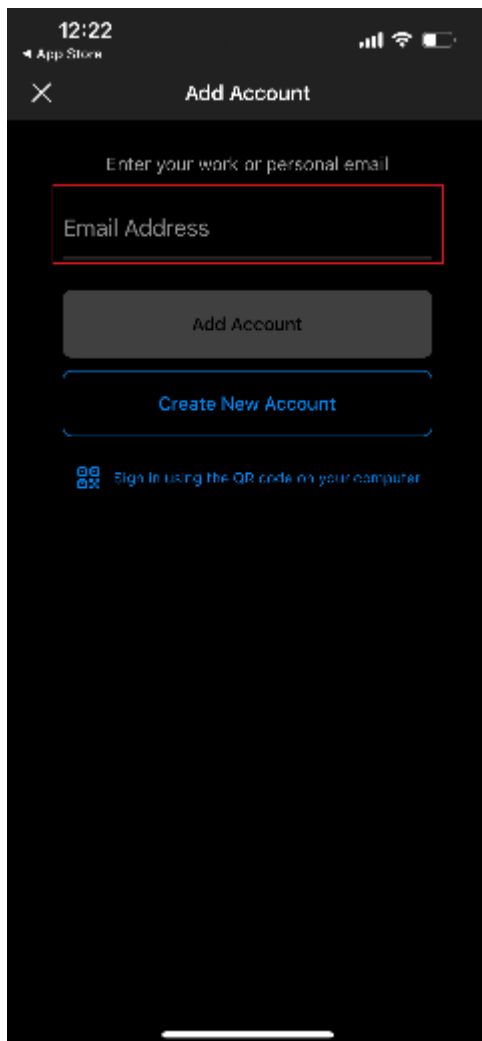 12:22
◀ App Store
Add Account
Enter your work or personal email
Email Address
Add Account
Create New Account
Sign in using the QR code on your computer